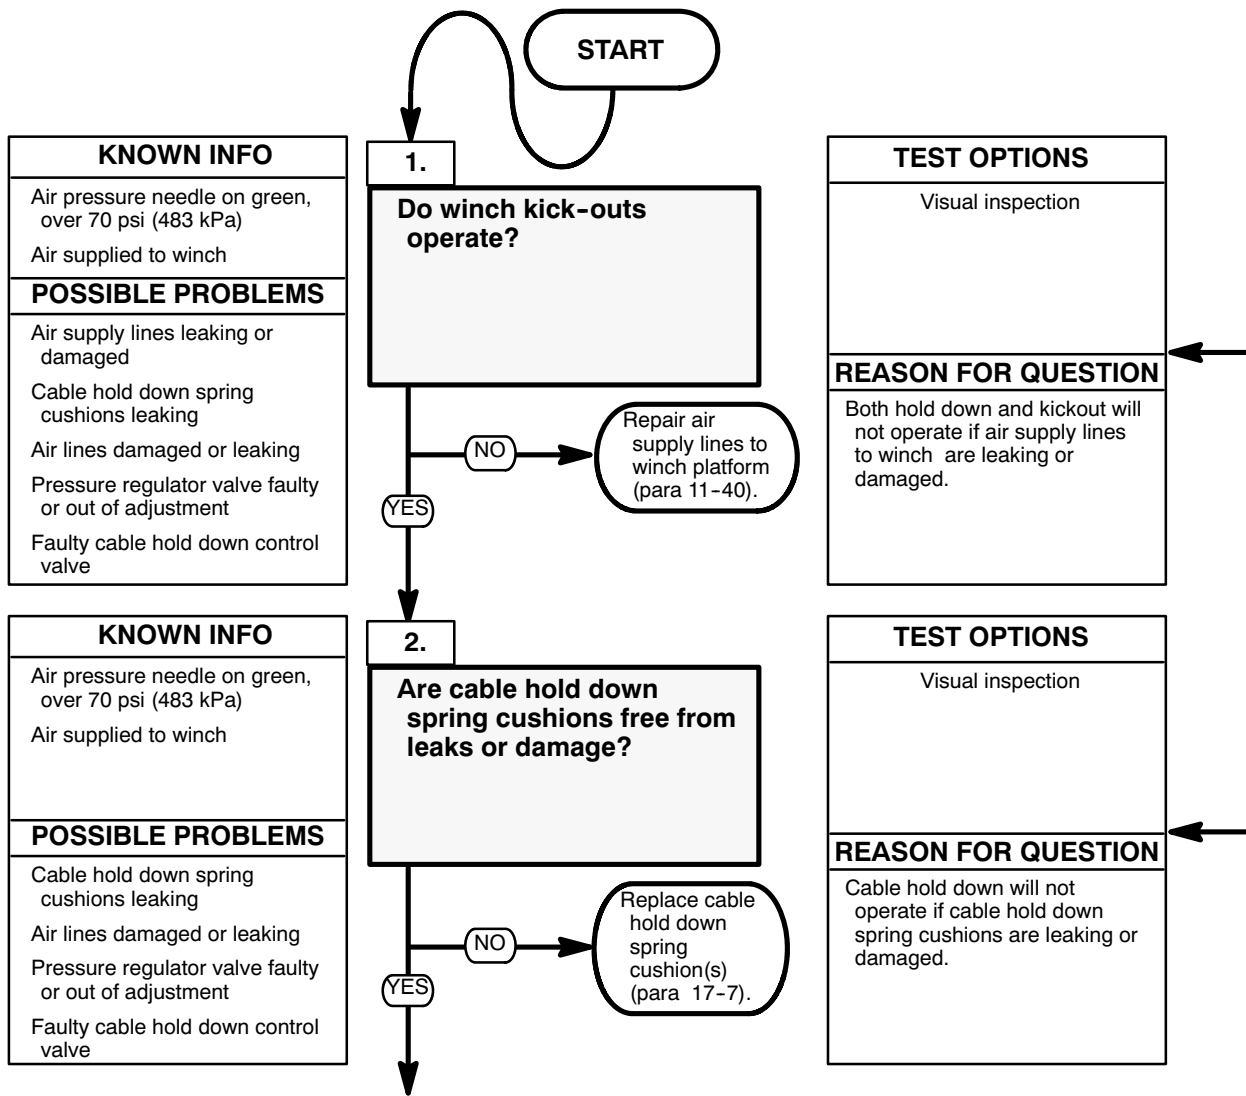 START
KNOWN INFO
Air pressure needle on green,
over 70 psi (483 kPa)
Air supplied to winch
POSSIBLE PROBLEMS
Air supply lines leaking or
damaged
Cable hold down spring
cushions leaking
Air lines damaged or leaking
Pressure regulator valve faulty
or out of adjustment
Faulty cable hold down control
valve
1.
Do winch kick-outs
operate?
NO
Repair air
supply lines to
winch platform
(para 11-40).
YES
TEST OPTIONS
Visual inspection
REASON FOR QUESTION
Both hold down and kickout will
not operate if air supply lines
to winch are leaking or
damaged.
KNOWN INFO
Air pressure needle on green,
over 70 psi (483 kPa)
Air supplied to winch
POSSIBLE PROBLEMS
Cable hold down spring
cushions leaking
Air lines damaged or leaking
Pressure regulator valve faulty
or out of adjustment
Faulty cable hold down control
valve
2.
Are cable hold down
spring cushions free from
leaks or damage?
NO
Replace cable
hold down
spring
cushion(s)
(para 17-7).
YES
TEST OPTIONS
Visual inspection
REASON FOR QUESTION
Cable hold down will not
operate if cable hold down
spring cushions are leaking or
damaged.